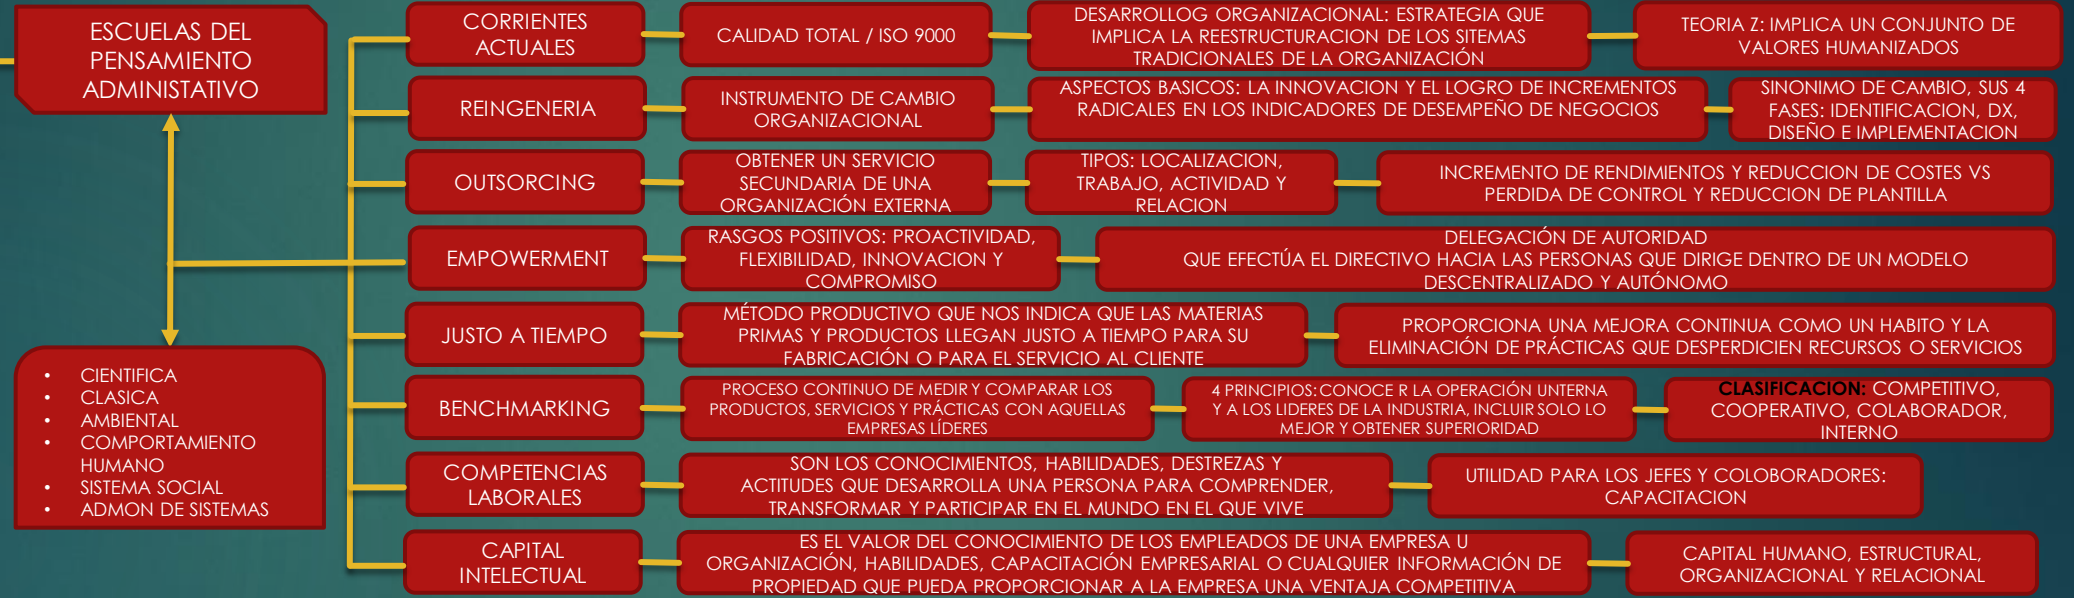 ESCUELAS DEL
PENSAMIENTO
ADMINISTATIVO
• CIENTIFICA
• CLASICA
• AMBIENTAL
• COMPORTAMIENTO
HUMANO
• SISTEMA SOCIAL
• ADMON DE SISTEMAS
CORRIENTES
ACTUALES
CALIDAD TOTAL / ISO 9000
DESARROLLOG ORGANIZACIONAL: ESTRATEGIA QUE
IMPLICA LA REESTRUCTURACION DE LOS SITEMAS
TRADICIONALES DE LA ORGANIZACIÓN
TEORIA Z: IMPLICA UN CONJUNTO DE
VALORES HUMANIZADOS
REINGENERIA
INSTRUMENTO DE CAMBIO
ORGANIZACIONAL
ASPECTOS BASICOS: LA INNOVACION Y EL LOGRO DE INCREMENTOS
RADICALES EN LOS INDICADORES DE DESEMPEÑO DE NEGOCIOS
SINONIMO DE CAMBIO, SUS 4
FASES: IDENTIFICACION, DX,
DISEÑO E IMPLEMENTACION
OUTSORCING
OBTENER UN SERVICIO
SECUNDARIA DE UNA
ORGANIZACIÓN EXTERNA
TIPOS: LOCALIZACION,
TRABAJO, ACTIVIDAD Y
RELACION
INCREMENTO DE RENDIMIENTOS Y REDUCCION DE COSTES VS
PERDIDA DE CONTROL Y REDUCCION DE PLANTILLA
EMPOWERMENT
RASGOS POSITIVOS: PROACTIVIDAD,
FLEXIBILIDAD, INNOVACION Y
COMPROMISO
DELEGACIÓN DE AUTORIDAD
QUE EFECTÚA EL DIRECTIVO HACIA LAS PERSONAS QUE DIRIGE DENTRO DE UN MODELO
DESCENTRALIZADO Y AUTÓNOMO
JUSTO A TIEMPO
MÉTODO PRODUCTIVO QUE NOS INDICA QUE LAS MATERIAS
PRIMAS Y PRODUCTOS LLEGAN JUSTO A TIEMPO PARA SU
FABRICACIÓN O PARA EL SERVICIO AL CLIENTE
PROPORCIONA UNA MEJORA CONTINUA COMO UN HABITO Y LA
ELIMINACIÓN DE PRÁCTICAS QUE DESPERDICIEN RECURSOS O SERVICIOS
BENCHMARKING
PROCESO CONTINUO DE MEDIR Y COMPARAR LOS
PRODUCTOS, SERVICIOS Y PRÁCTICAS CON AQUELLAS
EMPRESAS LÍDERES
4 PRINCIPIOS: CONOCE R LA OPERACIÓN UNTERNA
Y A LOS LIDERES DE LA INDUSTRIA, INCLUIR SOLO LO
MEJOR Y OBTENER SUPERIORIDAD
CLASIFICACION: COMPETITIVO,
COOPERATIVO, COLABORADOR,
INTERNO
COMPETENCIAS
LABORALES
SON LOS CONOCIMIENTOS, HABILIDADES, DESTREZAS Y
ACTITUDES QUE DESARROLLA UNA PERSONA PARA COMPRENDER,
TRANSFORMAR Y PARTICIPAR EN EL MUNDO EN EL QUE VIVE
UTILIDAD PARA LOS JEFES Y COLOBORADORES:
CAPACITACION
CAPITAL
INTELECTUAL
ES EL VALOR DEL CONOCIMIENTO DE LOS EMPLEADOS DE UNA EMPRESA U
ORGANIZACIÓN, HABILIDADES, CAPACITACIÓN EMPRESARIAL O CUALQUIER INFORMACIÓN DE
PROPIEDAD QUE PUEDA PROPORCIONAR A LA EMPRESA UNA VENTAJA COMPETITIVA
CAPITAL HUMANO, ESTRUCTURAL,
ORGANIZACIONAL Y RELACIONAL